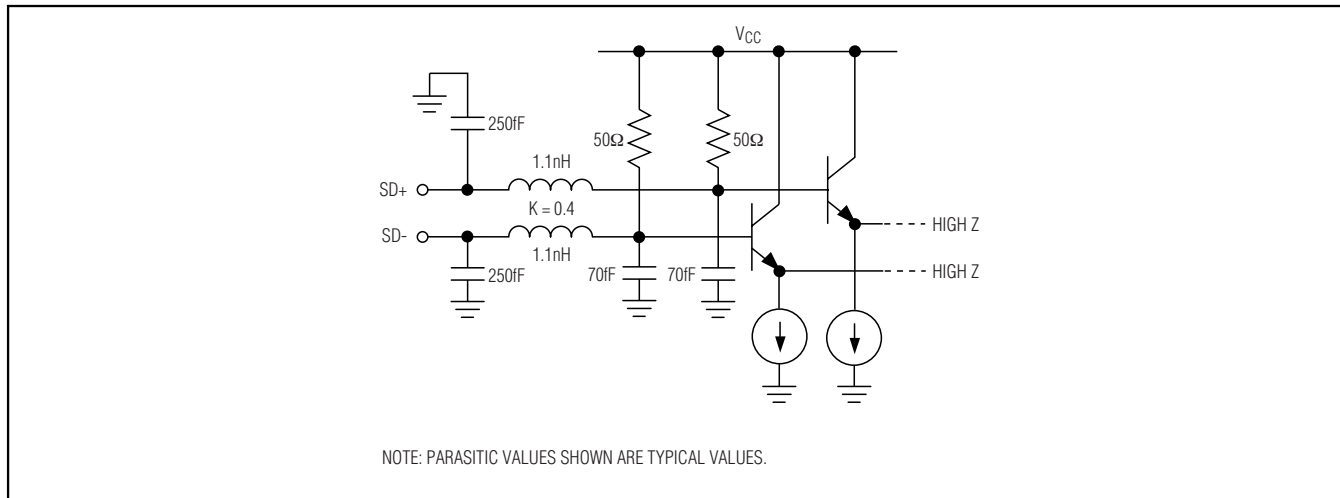 VCC
250fF
50Ω
50Ω
1.1nH
SD+
K = 0.4
SD-
HIGH Z
1.1nH
250fF
70fF
70fF
HIGH Z
NOTE: PARASITIC VALUES SHOWN ARE TYPICAL VALUES.